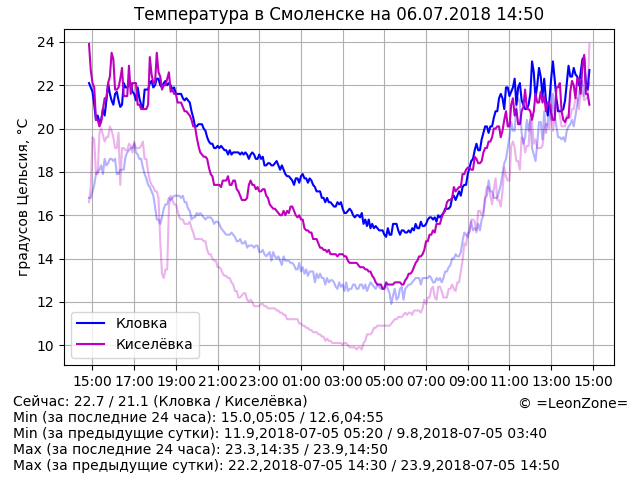 Температура в Смоленске на 06.07.2018 14:50
градусов Цельсия, °C
24
22
20
18
16
14
12
10
Кловка
Киселёвка
15:00 17:00 19:00 21:00 23:00 01:00 03:00 05:00 07:00 09:00 11:00 13:00 15:00
Сейчас: 22.7 / 21.1 (Кловка / Киселёвка)
© =LeonZone=
Min (за последние 24 часа): 15.0,05:05 / 12.6,04:55
Min (за предыдущие сутки): 11.9,2018-07-05 05:20 / 9.8,2018-07-05 03:40
Max (за последние 24 часа): 23.3,14:35 / 23.9,14:50
Max (за предыдущие сутки): 22.2,2018-07-05 14:30 / 23.9,2018-07-05 14:50